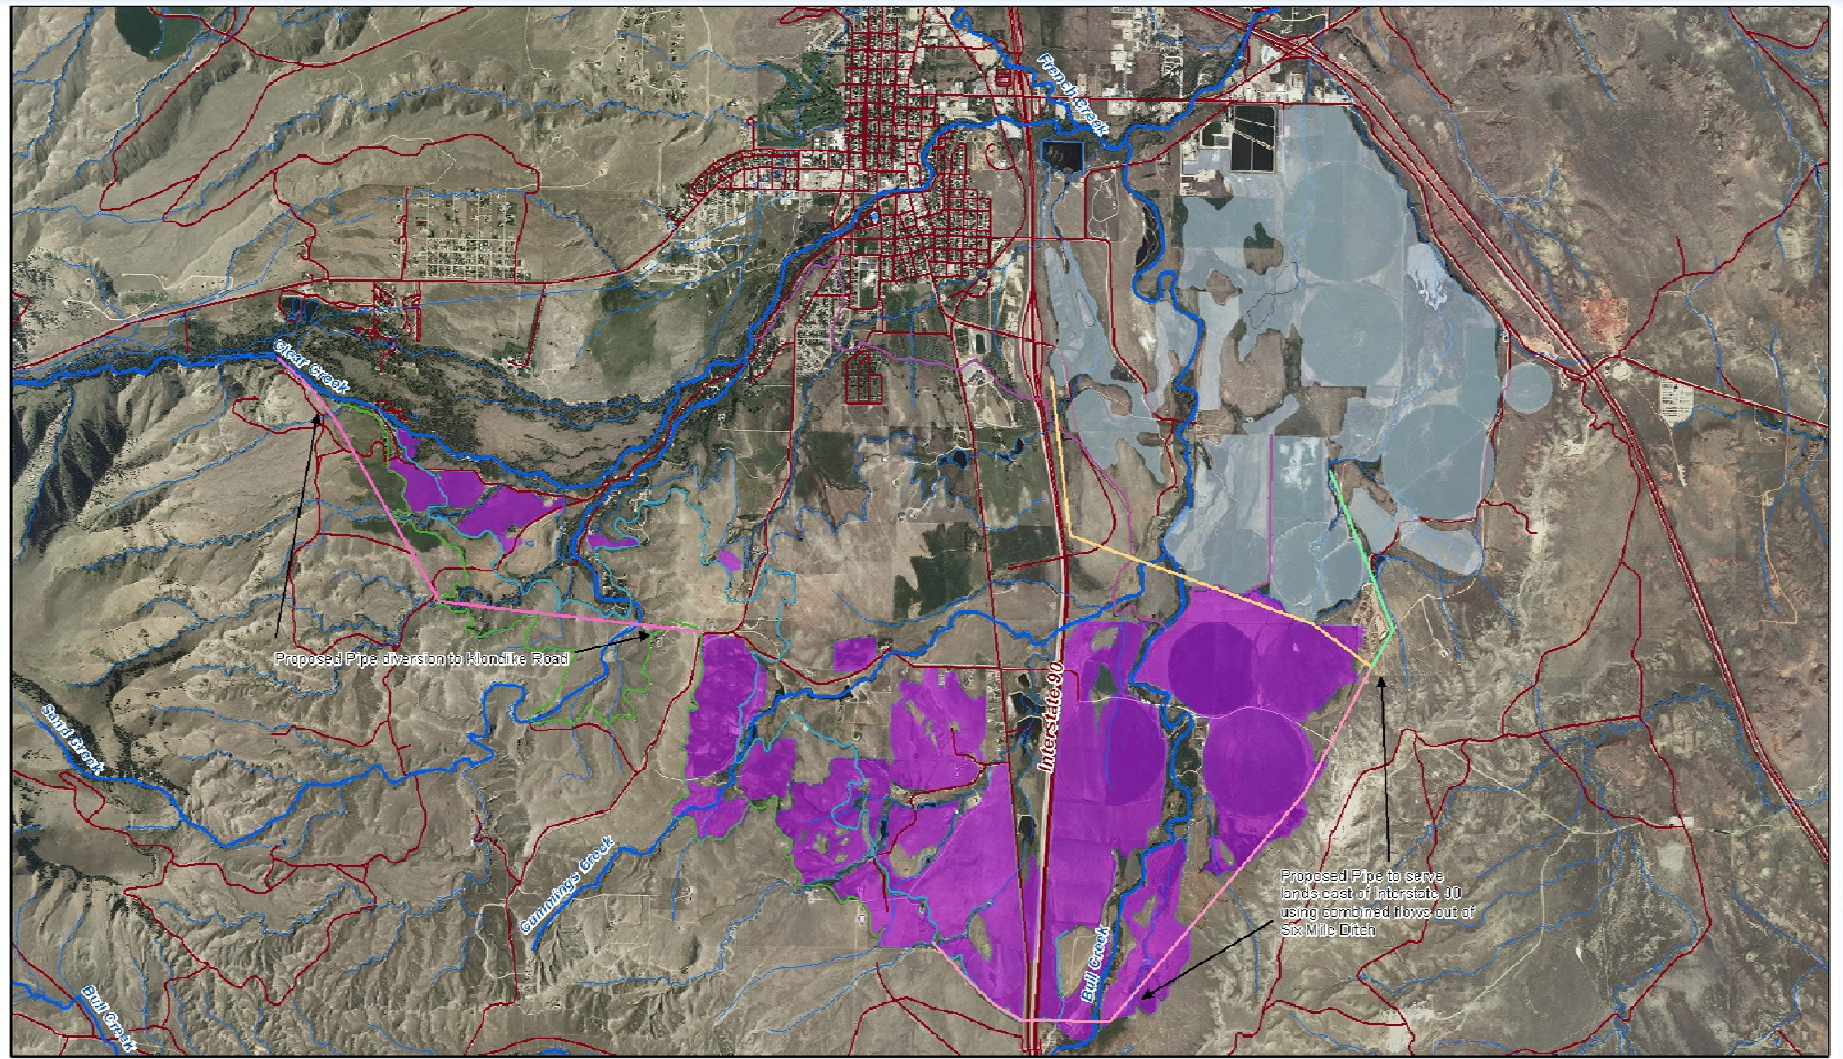 French Creek
Clear Creek
Proposed Pipe diversion to Klondike Road
Interstate 90
Sand Creek
Cummings Creek
Proposed Pipe to serve
lands east of Interstate 90
using combined flows out of
Six Mile Ditch
Bull Creek
Bull Creek